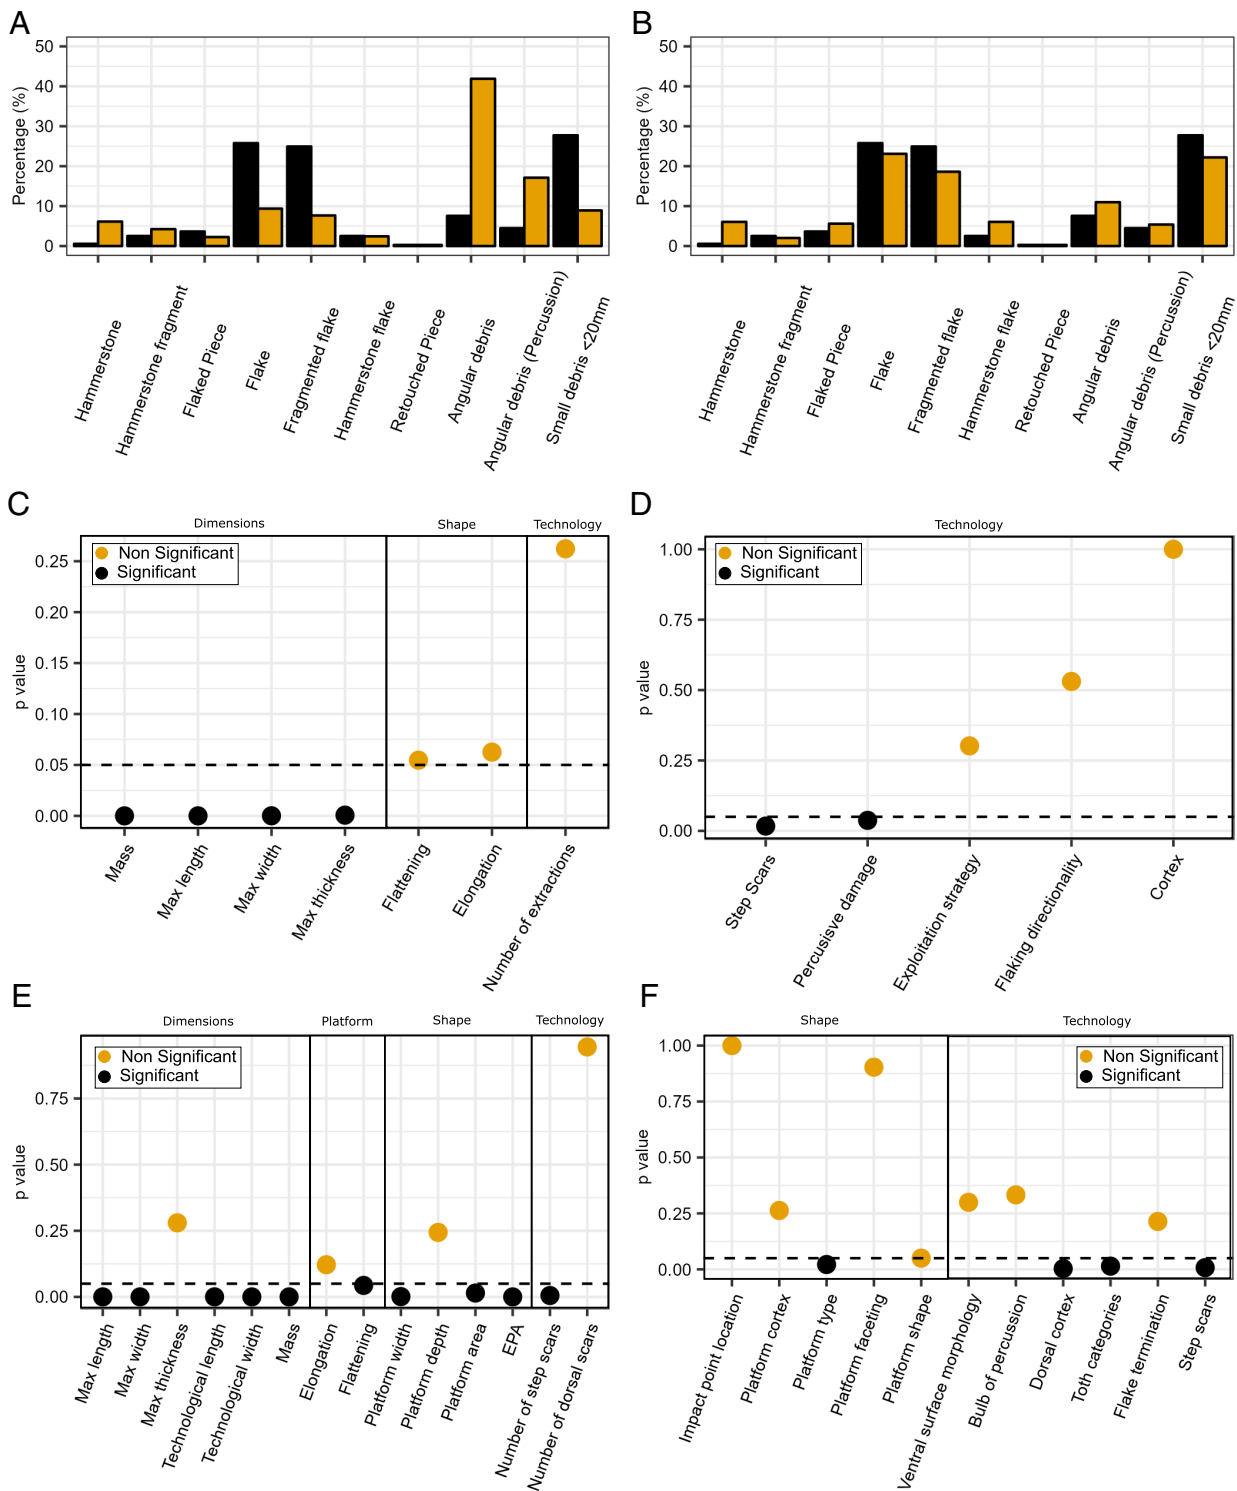 A
B
50
40
30
20
10
0
Percentage (%)
Hammerstone
Hammerstone fragment
Flaked Piece
Flake
Fragmented flake
Hammerstone flake
Retouched Piece
Angular debris
Angular debris (Percussion)
Small debris <20mm
50
40
30
20
10
0
Percentage (%)
Hammerstone
Hammerstone fragment
Flaked Piece
Flake
Fragmented flake
Hammerstone flake
Retouched Piece
Angular debris
Angular debris (Percussion)
Small debris <20mm
C
Dimensions
Shape
Technology
Non Significant
Significant
0.25
0.20
0.15
0.10
0.05
0.00
p value
Mass
Max length
Max width
Max thickness
Flattening
Elongation
Number of extractions
D
Technology
Non Significant
Significant
1.00
0.75
0.50
0.25
0.00
p value
Step Scars
Percusisve damage
Exploitation strategy
Flaking directionality
Cortex
E
Dimensions
Platform
Shape
Technology
Non Significant
Significant
0.75
0.50
0.25
0.00
p value
Max length
Max width
Max thickness
Technological length
Technological width
Mass
Elongation
Flattening
Platform width
Platform depth
Platform area
EPA
Number of step scars
Number of dorsal scars
F
Shape
Technology
Non Significant
Significant
1.00
0.75
0.50
0.25
0.00
p value
Impact point location
Platform cortex
Platform type
Platform faceting
Platform shape
Ventral surface morphology
Bulb of percussion
Dorsal cortex
Toth categories
Flake termination
Step scars